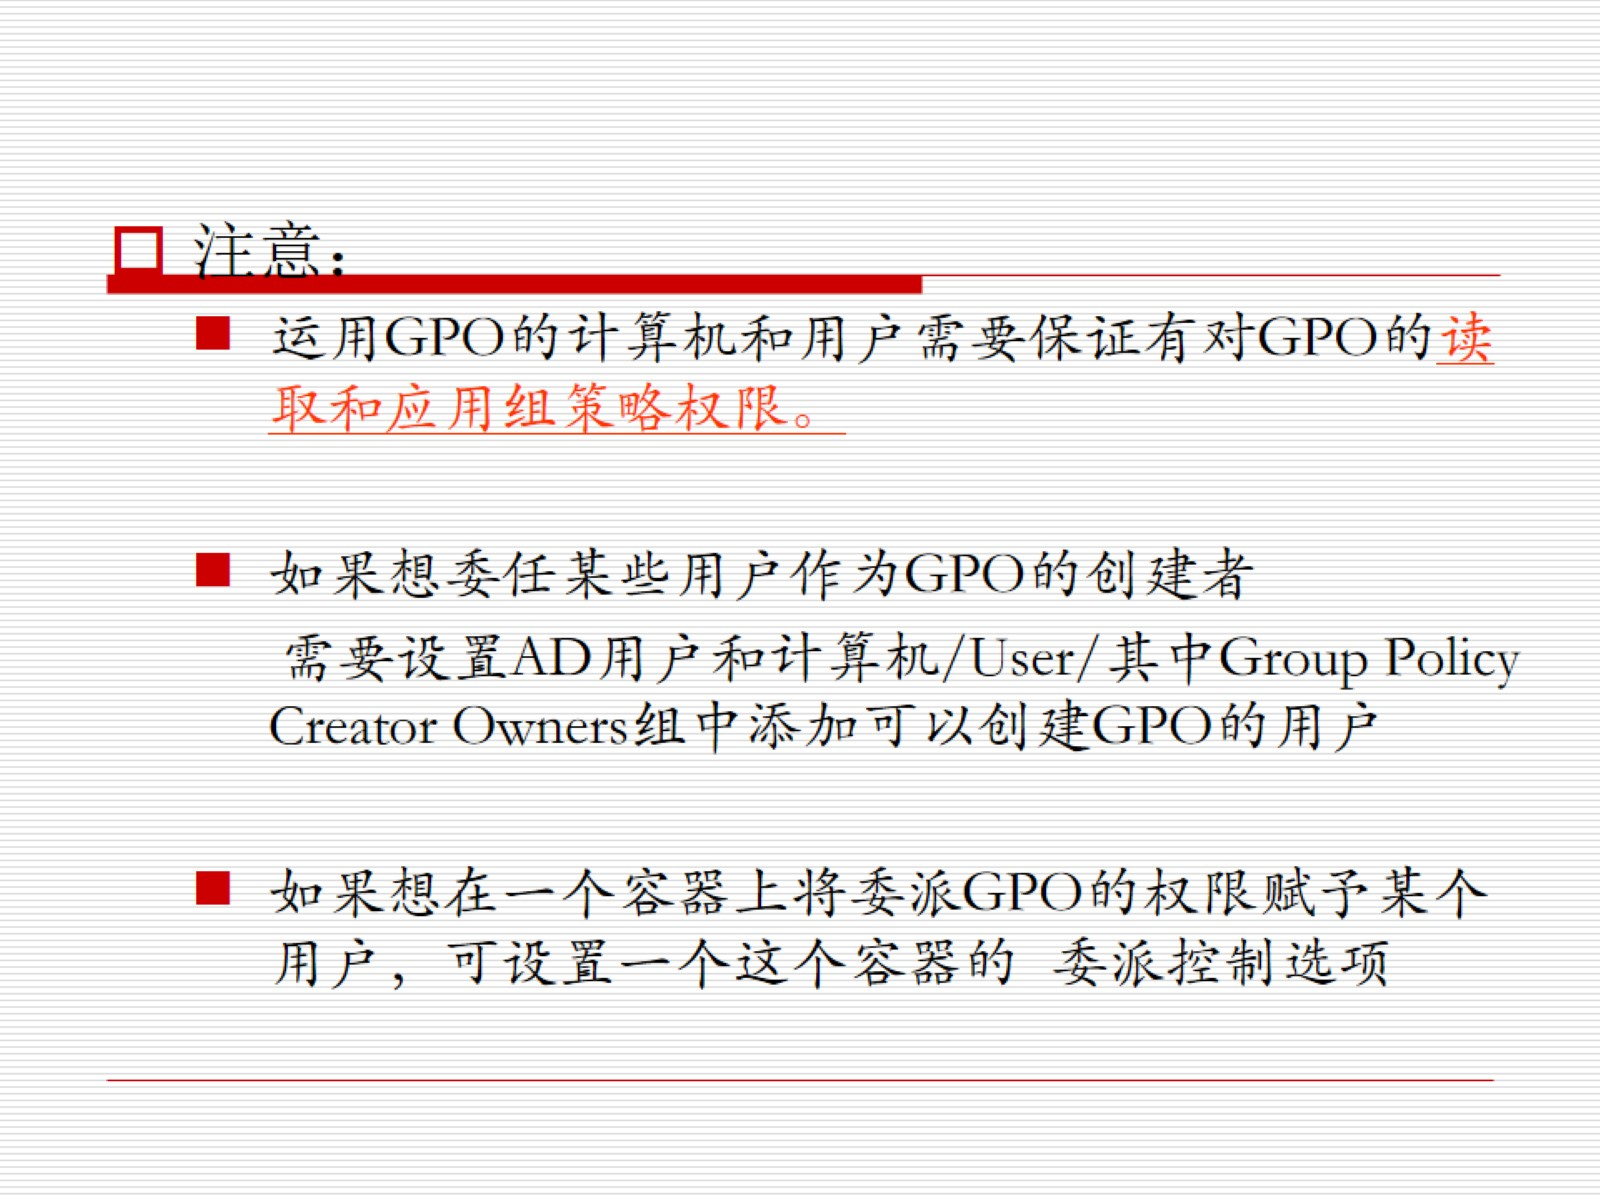 注意：
运用GPO的计算机和用户需要保证有对GPO的读
取和应用组策略权限。
如果想委任某些用户作为GPO的创建者
需要设置AD用户和计算机/User/其中Group Policy
Creator Owners组中添加可以创建GPO的用户
如果想在一个容器上将委派GPO的权限赋予某个
用户，可设置一个这个容器的 委派控制选项